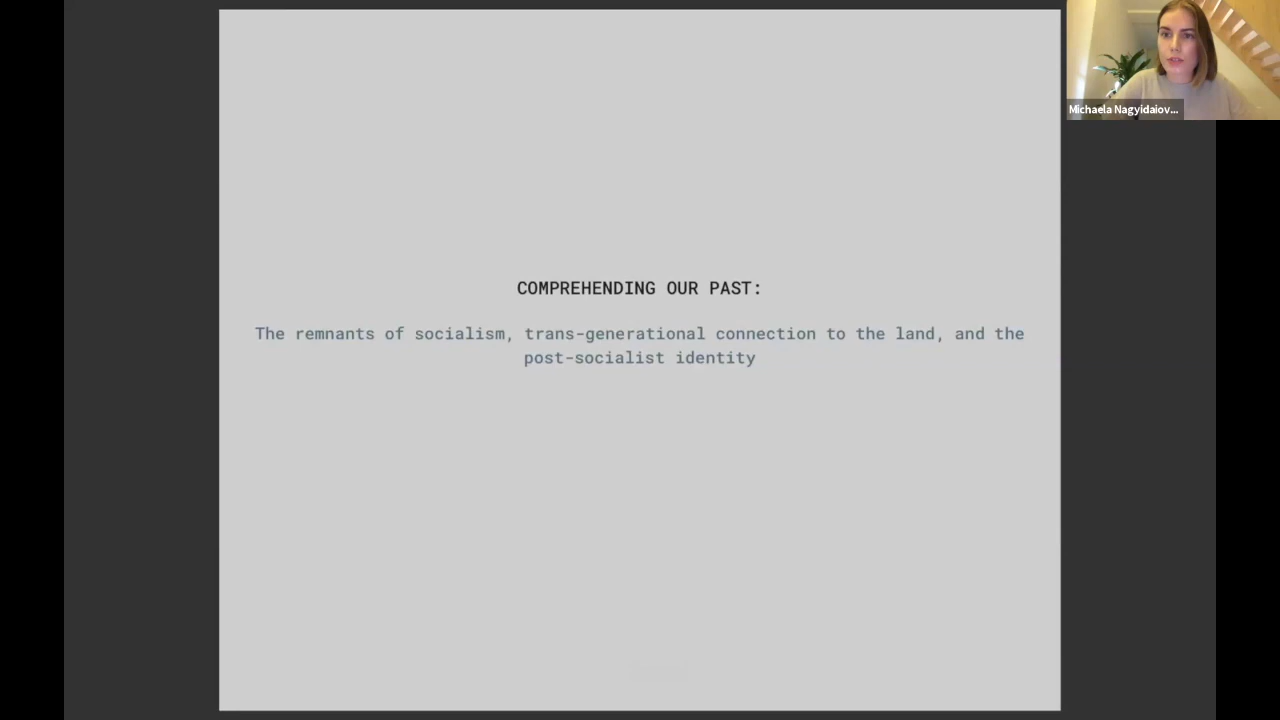 Michaela Nagyidaiov...
COMPREHENDING OUR PAST:
The remnants of socialism, trans-generational connection to the land, and the
post-socialist identity